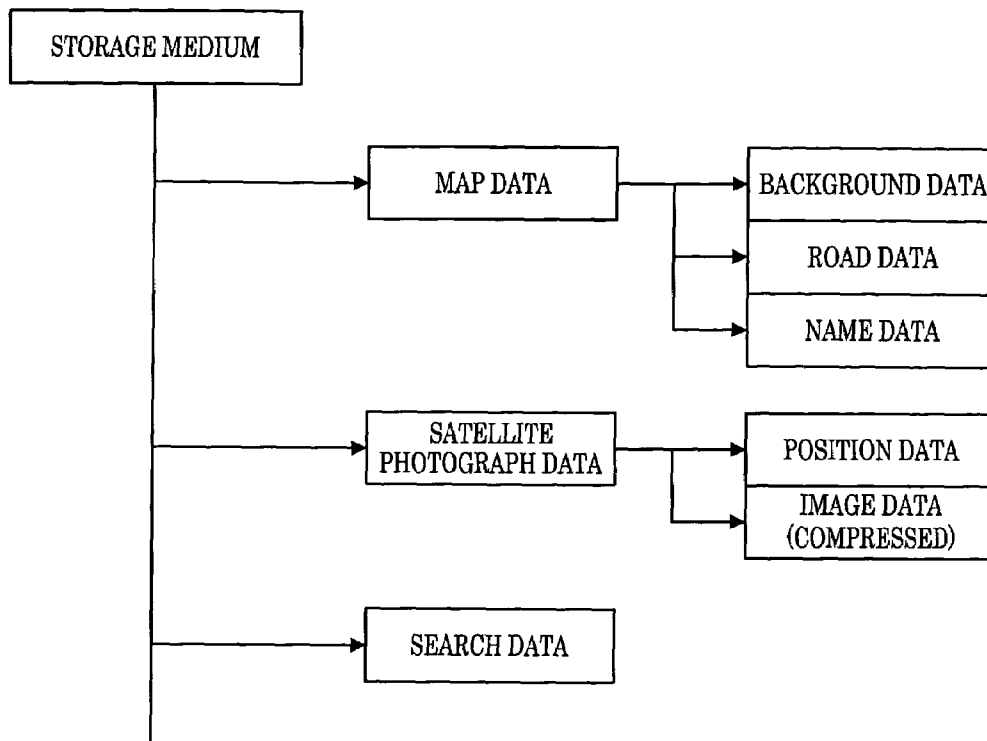 STORAGE MEDIUM
MAP DATA
BACKGROUND DATA
ROAD DATA
NAME DATA
SATELLITE
PHOTOGRAPH DATA
POSITION DATA
IMAGE DATA
(COMPRESSED)
SEARCH DATA